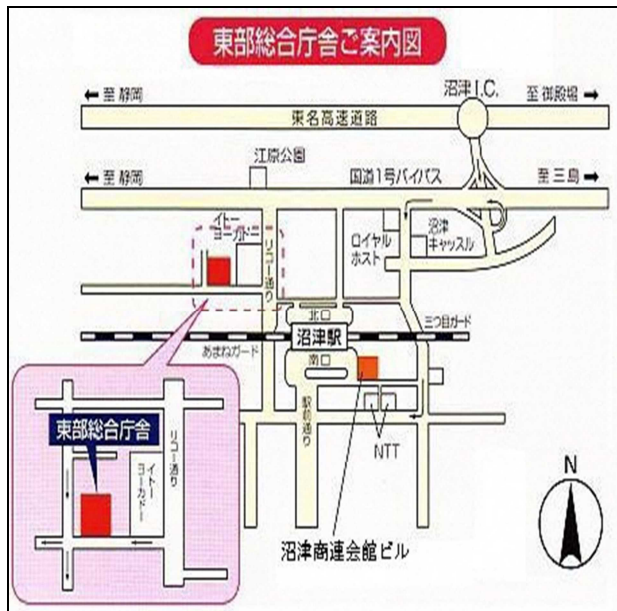 東部総合庁舎ご案内図
沼津I.C.
← 至 静岡
至 御殿場 →
東名高速道路
江原公園
国道1号バイパス
← 至 静岡
至 三島 →
イトー
ヨーカドー
リコー通り
ロイヤル
ホスト
沼津
キャッスル
北口
沼津駅
南口
三つ目ガード
あまねガード
駅前通り
NTT
沼津商連会館ビル
東部総合庁舎
リコー通り
イトー
ヨーカドー
N